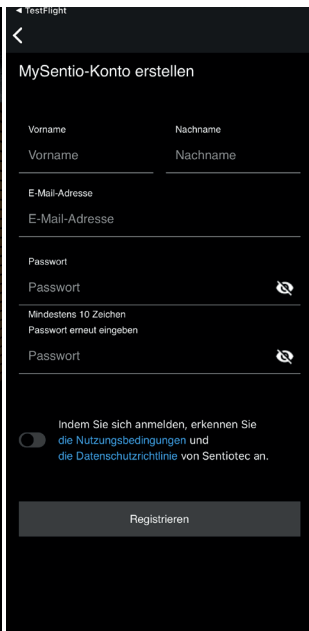 ◄ TestFlight
MySentio-Konto erstellen
Vorname Nachname
Vorname Nachname
E-Mail-Adresse
E-Mail-Adresse
Passwort
Passwort
Mindestens 10 Zeichen
Passwort erneut eingeben
Passwort
Indem Sie sich anmelden, erkennen Sie
die Nutzungsbedingungen und
die Datenschutzrichtlinie von Sentiotec an.
Registrieren